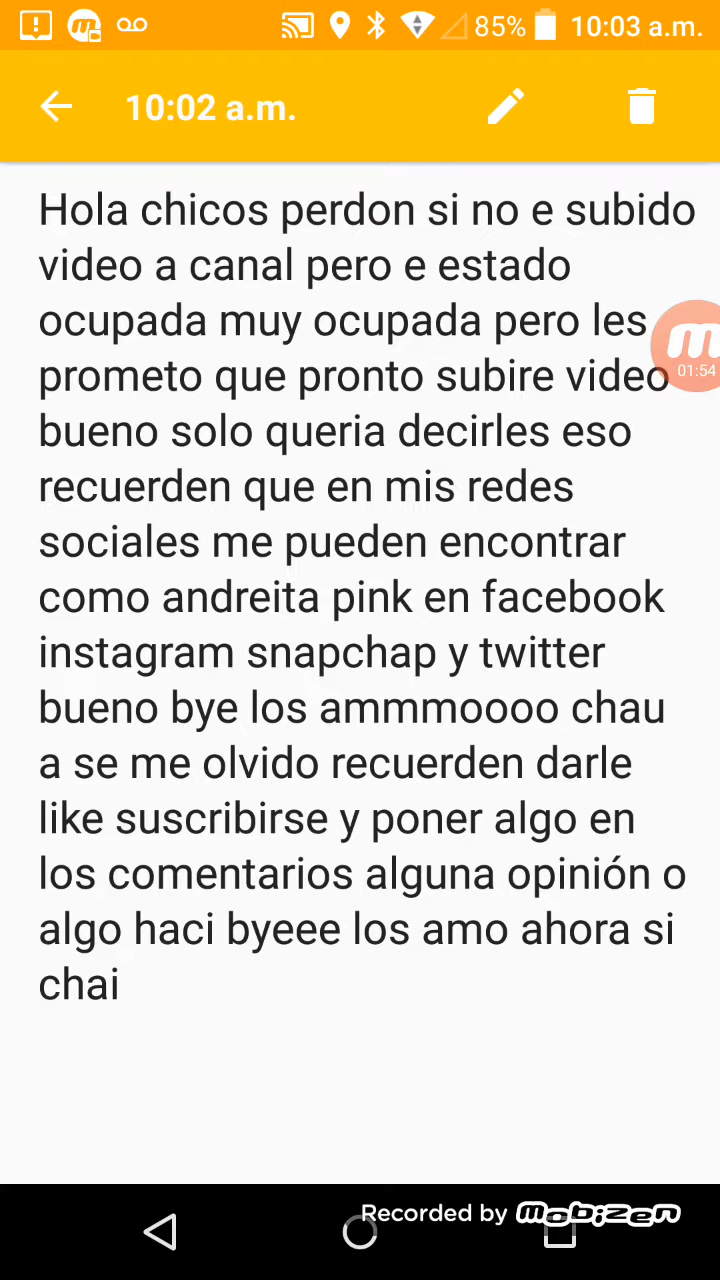 85% 10:03 a.m.
10:02 a.m.
Hola chicos perdon si no e subido
video a canal pero e estado
ocupada muy ocupada pero les
prometo que pronto subire video
bueno solo queria decirles eso
recuerden que en mis redes
sociales me pueden encontrar
como andreita pink en facebook
instagram snapchap y twitter
bueno bye los ammmoooo chau
a se me olvido recuerden darle
like suscribirse y poner algo en
los comentarios alguna opinión o
algo haci byeee los amo ahora si
chai
m
01:54
Recorded by mobizen